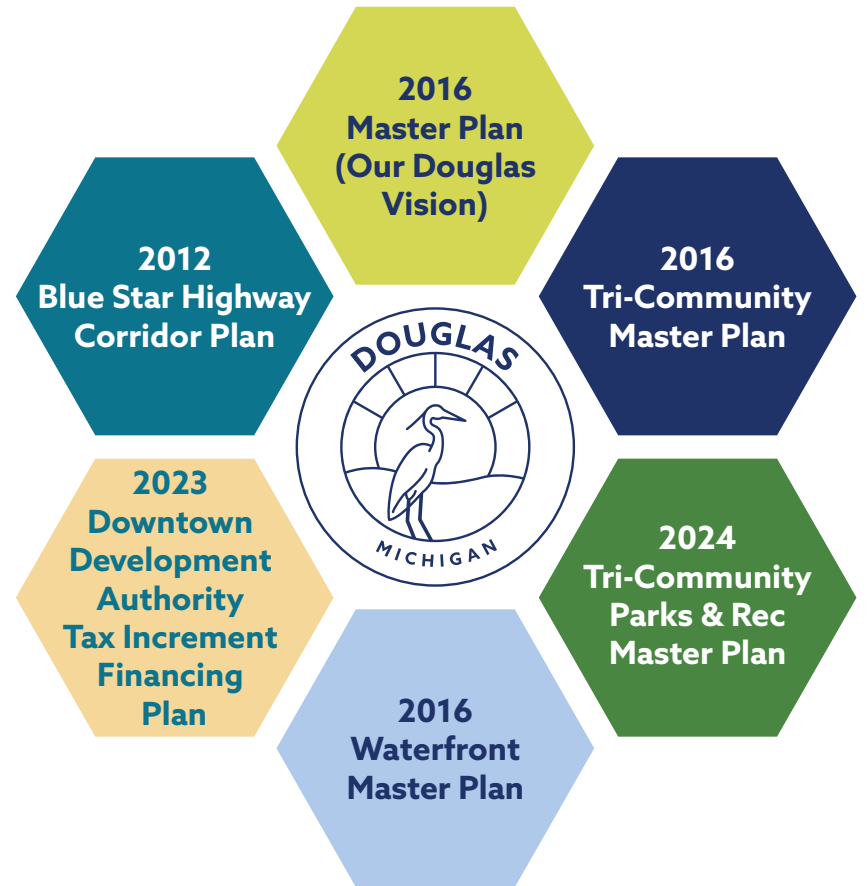 2016
Master Plan
(Our Douglas
Vision)
2012
Blue Star Highway
Corridor Plan
2016
Tri-Community
Master Plan
DOUGLAS
MICHIGAN
2023
Downtown
Development
Authority
Tax Increment
Financing
Plan
2024
Tri-Community
Parks & Rec
Master Plan
2016
Waterfront
Master Plan